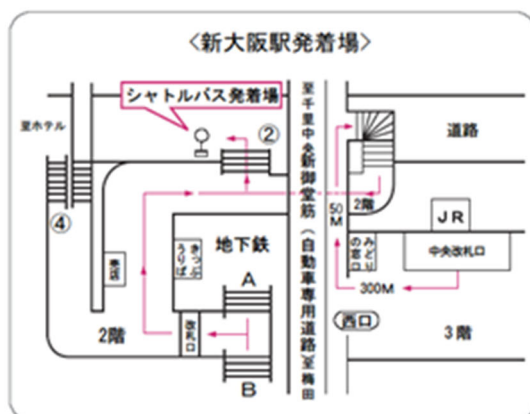 〈新大阪駅発着場〉
シャトルバス発着場
至ホテル
②
④
売店
2階
きっぷ
うりば
地下鉄
A
改札口
B
至千里中央
新御堂筋(自動車専用道路)
至梅田
50M
2階
道路
JR
中央改札口
みどり
の窓口
300M
西口
3階